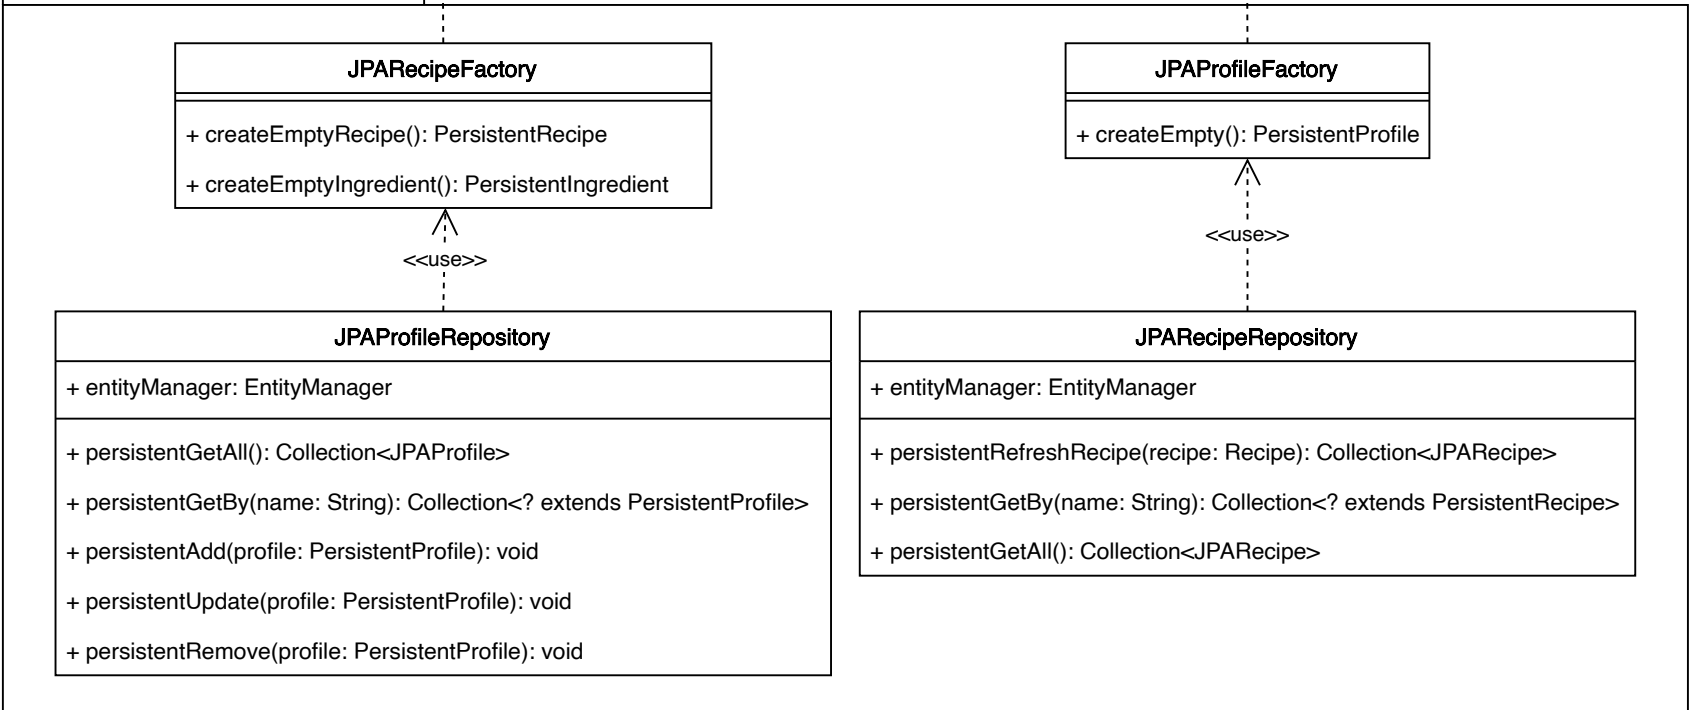 JPARecipeFactory
+ createEmptyRecipe(): PersistentRecipe
+ createEmptyIngredient(): PersistentIngredient
<<use>>
JPAProfileRepository
+ entityManager: EntityManager
+ persistentGetAll(): Collection<JPAProfile>
+ persistentGetBy(name: String): Collection<? extends PersistentProfile>
+ persistentAdd(profile: PersistentProfile): void
+ persistentUpdate(profile: PersistentProfile): void
+ persistentRemove(profile: PersistentProfile): void
JPAProfileFactory
+ createEmpty(): PersistentProfile
<<use>>
JPARecipeRepository
+ entityManager: EntityManager
+ persistentRefreshRecipe(recipe: Recipe): Collection<JPARecipe>
+ persistentGetBy(name: String): Collection<? extends PersistentRecipe>
+ persistentGetAll(): Collection<JPARecipe>